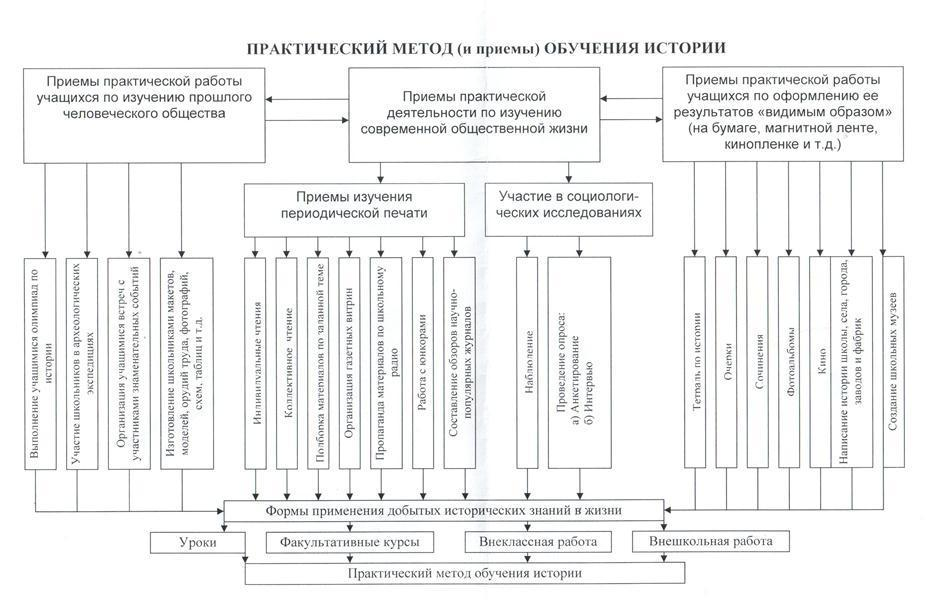 ПРАКТИЧЕСКИЙ МЕТОД (и приемы) ОБУЧЕНИЯ ИСТОРИИ
Приемы практической работы
учащихся по изучению прошлого
человеческого общества
Приемы практической
деятельности по изучению
современной общественной жизни
Приемы практической работы
учащихся по оформлению ее
результатов «видимым образом»
(на бумаге, магнитной ленте,
кинопленке и т.д.)
Приемы изучения
периодической печати
Участие в социологи-
ческих исследованиях
Выполнение учащимися олимпиад по
истории
Участие школьников в археологических
экспедициях
Организация учащимися встреч с
участниками знаменательных событий
Изготовление школьниками макетов,
моделей, орудий труда, фотографий,
схем, таблиц и т.д.
Индивидуальные чтения
Коллективное чтение
Подборка материалов по заданной теме
Организация газетных витрин
Пропаганда материалов по школьному
радио
Работа с юнкорами
Составление обзоров научно-
популярных журналов
Наблюдение
Проведение опроса:
а) Анкетирование
б) Интервью
Тетрадь по истории
Очерки
Сочинения
Фотоальбомы
Кино
Написание истории школы, села, города,
заводов и фабрик
Создание школьных музеев
Формы применения добытых исторических знаний в жизни
Уроки
Факультативные курсы
Внеклассная работа
Внешкольная работа
Практический метод обучения истории